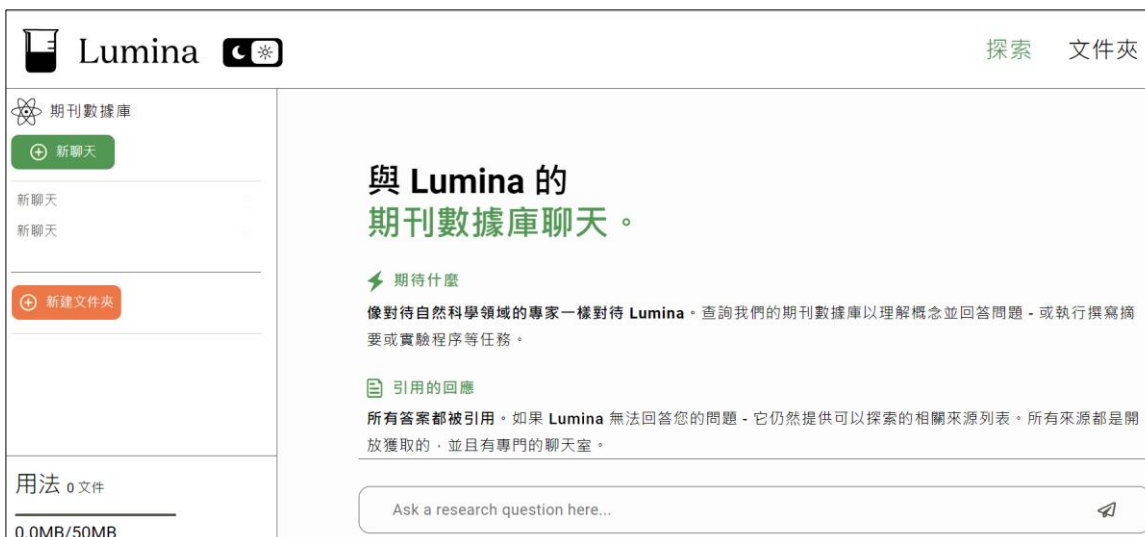 Lumina
探索 文件夾
期刊數據庫
新聊天
新聊天
新聊天
新建文件夾
用法 0 文件
0.0MB/50MB
與 Lumina 的
期刊數據庫聊天。
期待什麼
像對待自然科學領域的專家一樣對待 Lumina。查詢我們的期刊數據庫以理解概念並回答問題 - 或執行撰寫摘
要或實驗程序等任務。
引用的回應
所有答案都被引用。如果 Lumina 無法回答您的問題 - 它仍然提供可以探索的相關來源列表。所有來源都是開
放獲取的，並且有專門的聊天室。
Ask a research question here...